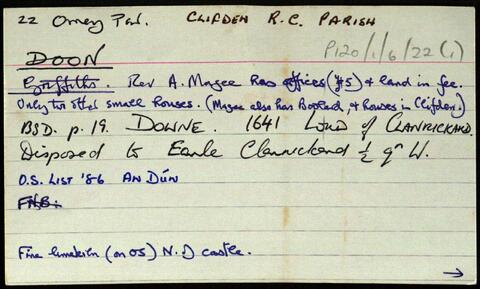 22 Omey Par. CLIFDEN R.C. PARISH
P120/1/6/22(1)
DOON
Griffiths. Rev A. Magee has offices (£5) & land in fee.
Only two other small houses. (Magee also has Bookard, & houses in Clifden.)
BSD. p. 19. DOWNE. 1641 Lord of CLANRICKARD.
Disposed to Earle Clanrickard ½ qr W.
O.S. LIST '86 AN DÚN
FHB.
Fine limekiln (on OS) N. of castle.
→